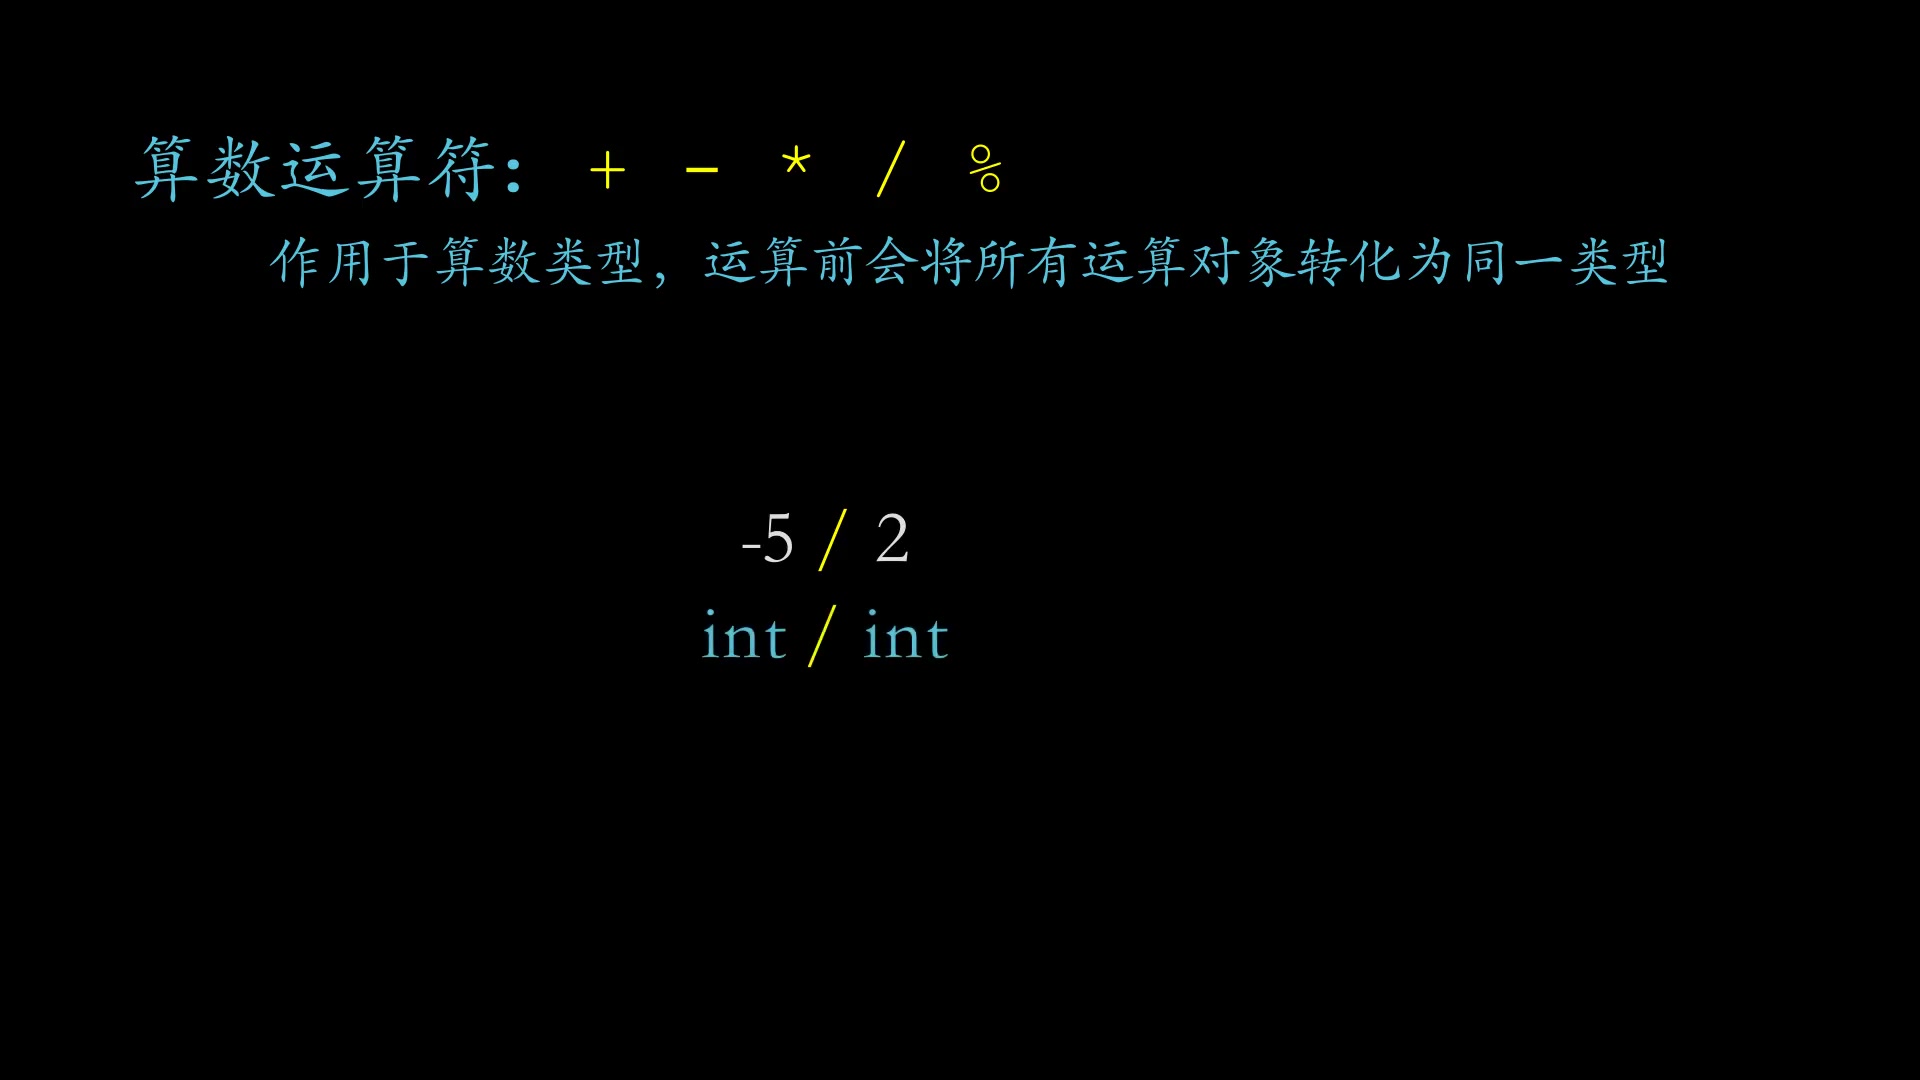 算数运算符： + - * / %
作用于算数类型，运算前会将所有运算对象转化为同一类型
-5 / 2
int / int